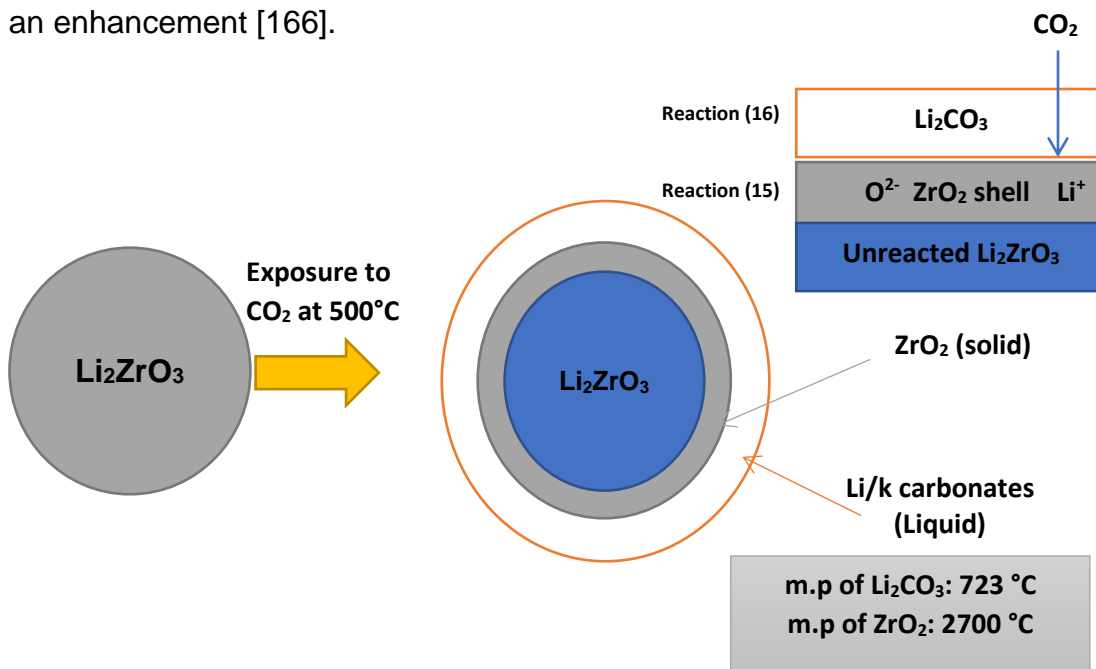 an enhancement [166].
CO₂
Reaction (16)
Li₂CO₃
Reaction (15)
O²⁻ ZrO₂ shell Li⁺
Unreacted Li₂ZrO₃
Exposure to
CO₂ at 500°C
ZrO₂ (solid)
Li₂ZrO₃
Li₂ZrO₃
Li/k carbonates
(Liquid)
m.p of Li₂CO₃: 723 °C
m.p of ZrO₂: 2700 °C